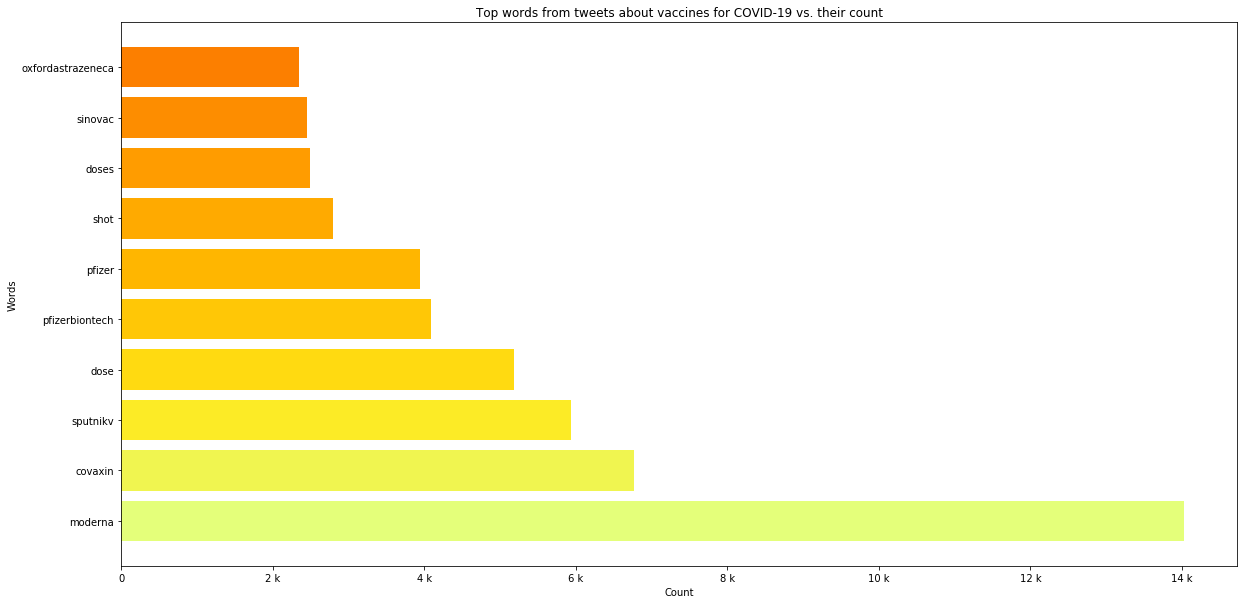 Top words from tweets about vaccines for COVID-19 vs. their count
Words
oxfordastrazeneca
sinovac
doses
shot
pfizer
pfizerbiontech
dose
sputnikv
covaxin
moderna
0 2 k 4 k 6 k 8 k 10 k 12 k 14 k
Count